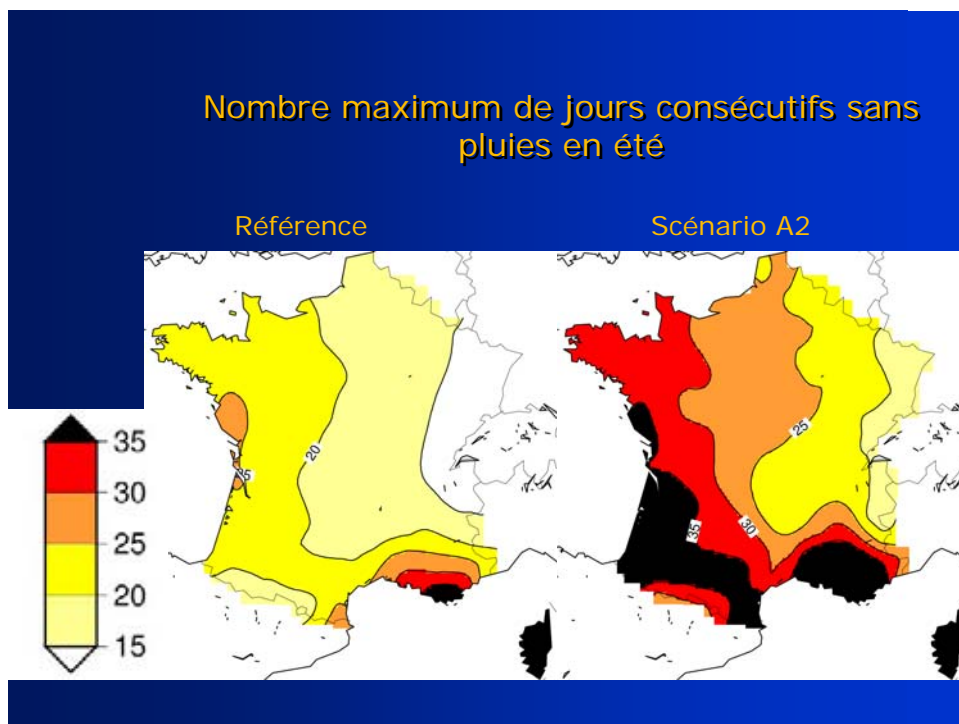 Nombre maximum de jours consécutifs sans
pluies en été
Référence
Scénario A2
35
30
25
20
15
20
25
30
35